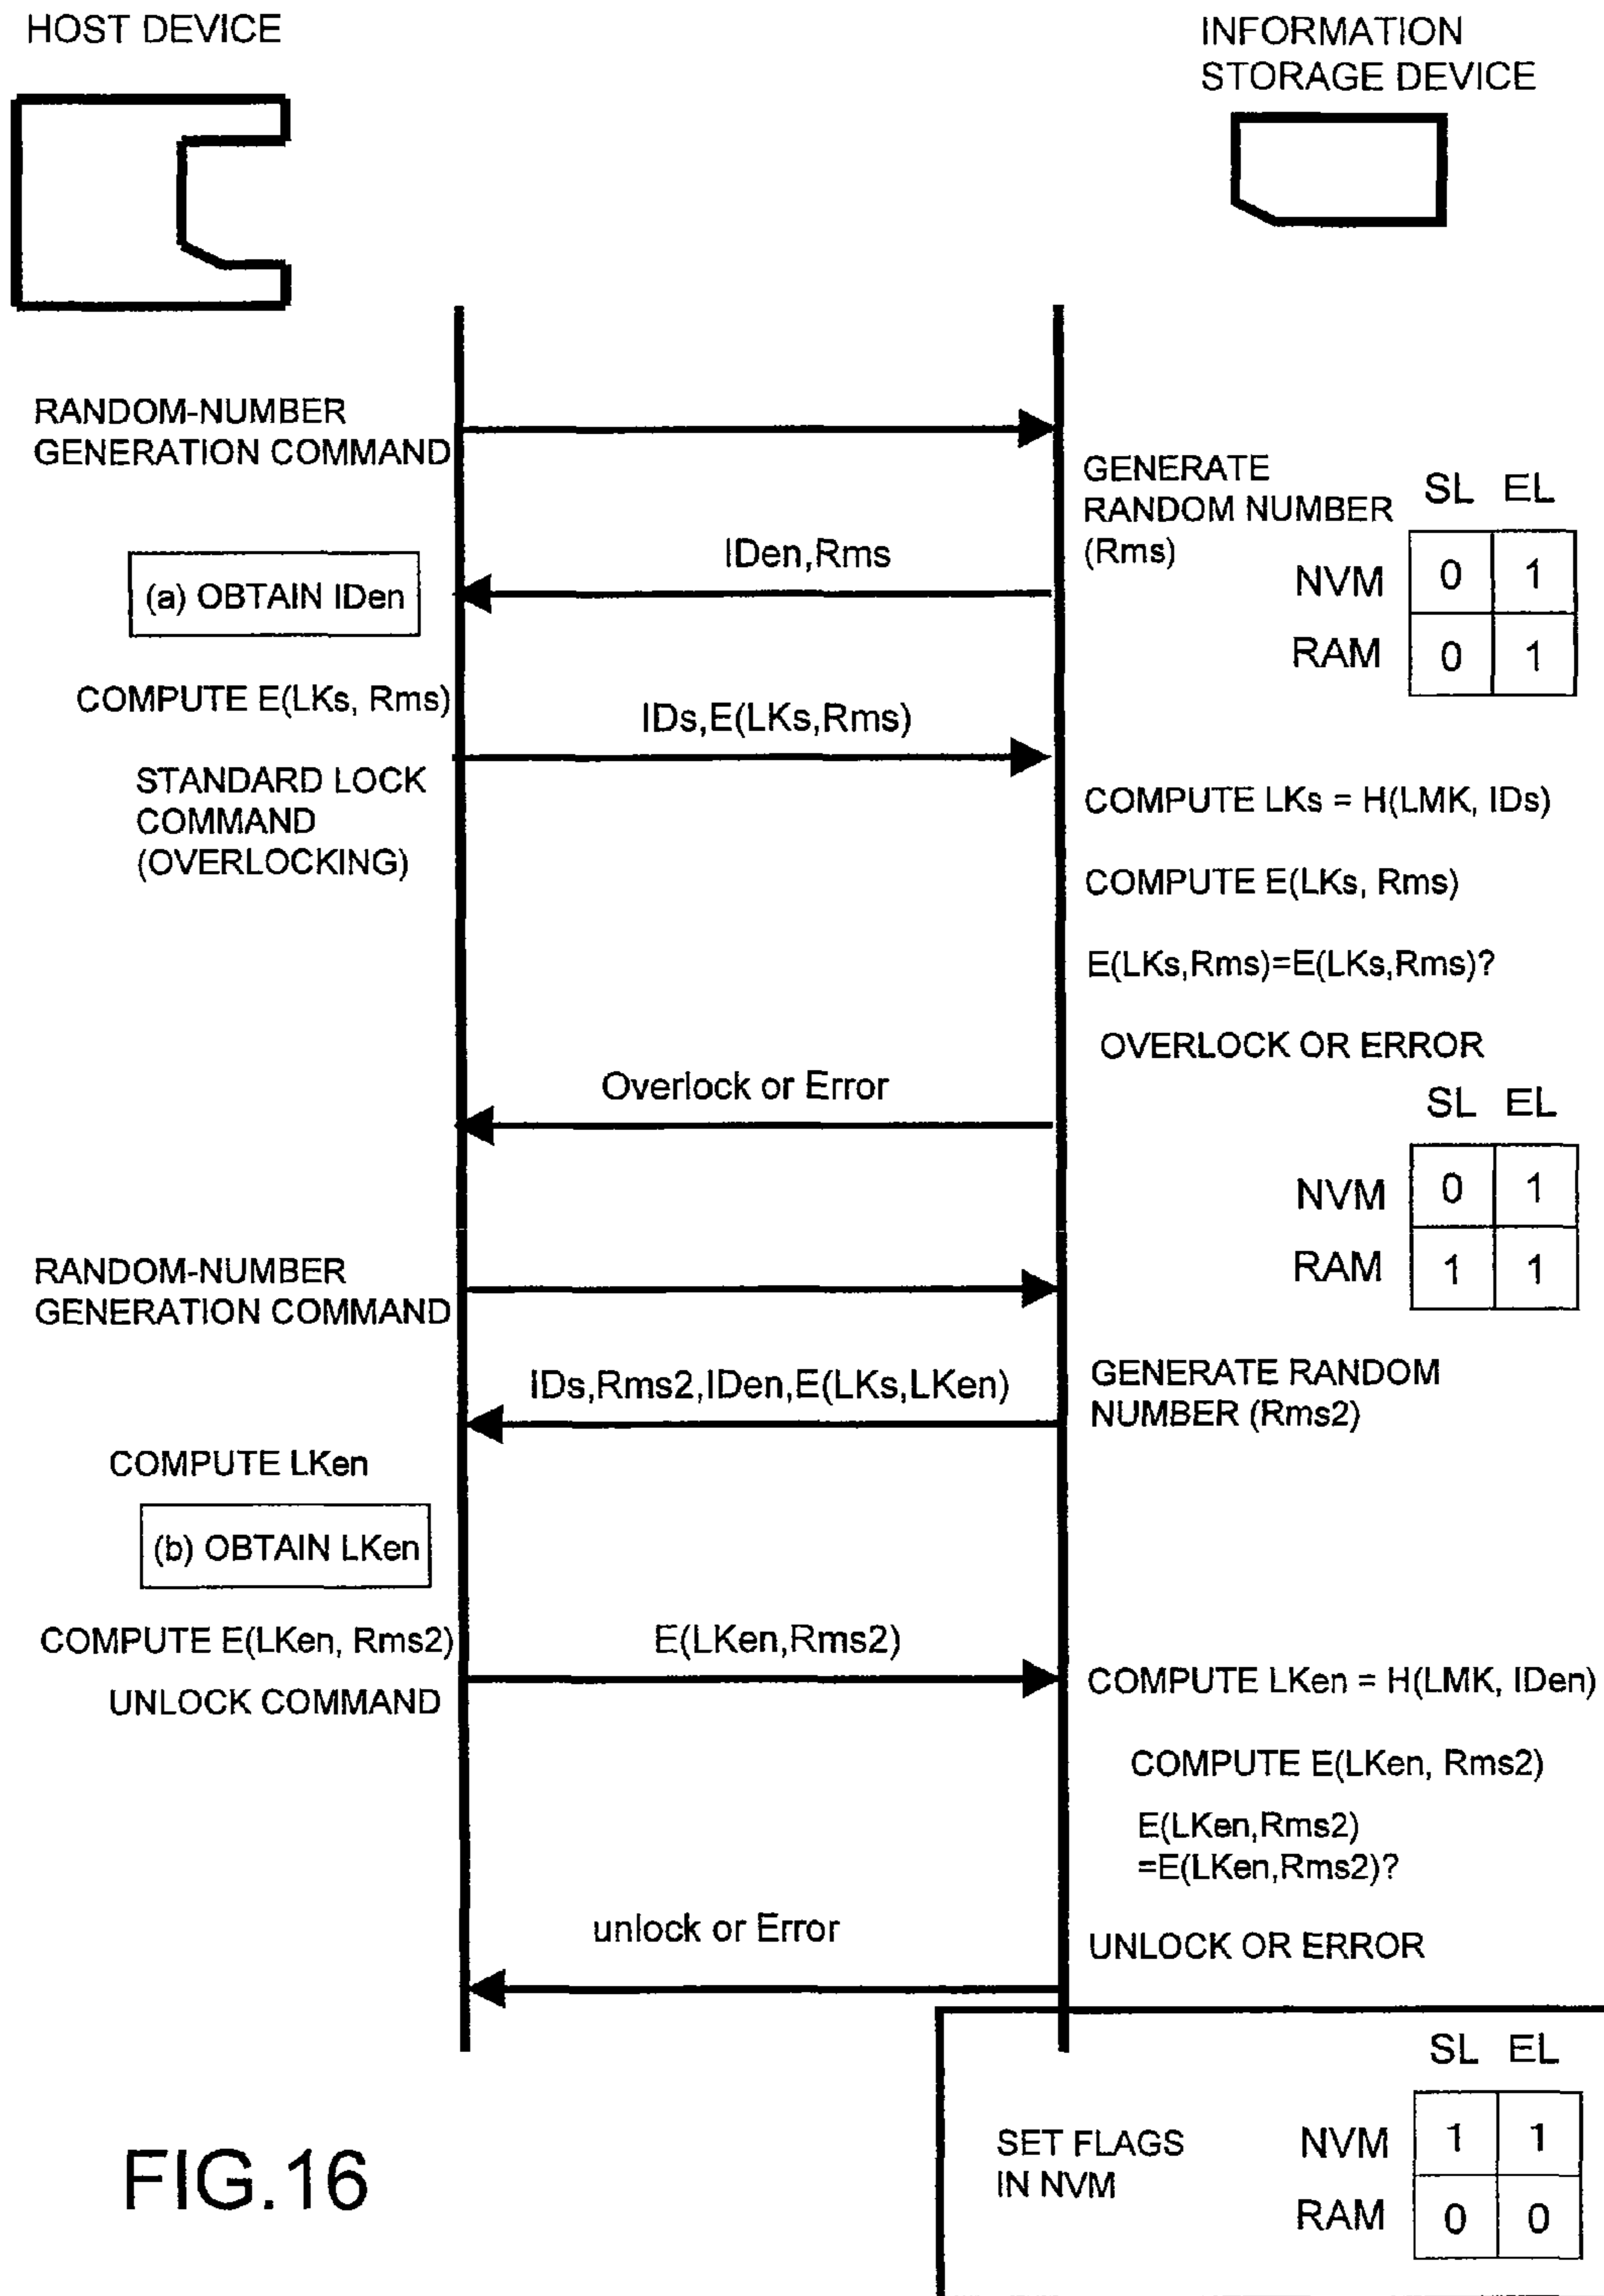 HOST DEVICE
INFORMATION
STORAGE DEVICE
RANDOM-NUMBER
GENERATION COMMAND
GENERATE
RANDOM NUMBER
(Rms)
SL EL
NVM 0 1
RAM 0 1
IDen,Rms
(a) OBTAIN IDen
COMPUTE E(LKs, Rms)
IDs,E(LKs,Rms)
STANDARD LOCK
COMMAND
(OVERLOCKING)
COMPUTE LKs = H(LMK, IDs)
COMPUTE E(LKs, Rms)
E(LKs,Rms)=E(LKs,Rms)?
OVERLOCK OR ERROR
Overlock or Error
SL EL
NVM 0 1
RAM 1 1
RANDOM-NUMBER
GENERATION COMMAND
IDs,Rms2,IDen,E(LKs,LKen)
GENERATE RANDOM
NUMBER (Rms2)
COMPUTE LKen
(b) OBTAIN LKen
COMPUTE E(LKen, Rms2)
E(LKen,Rms2)
UNLOCK COMMAND
COMPUTE LKen = H(LMK, IDen)
COMPUTE E(LKen, Rms2)
E(LKen,Rms2)
=E(LKen,Rms2)?
unlock or Error
UNLOCK OR ERROR
SL EL
SET FLAGS
IN NVM
NVM 1 1
RAM 0 0
FIG.16